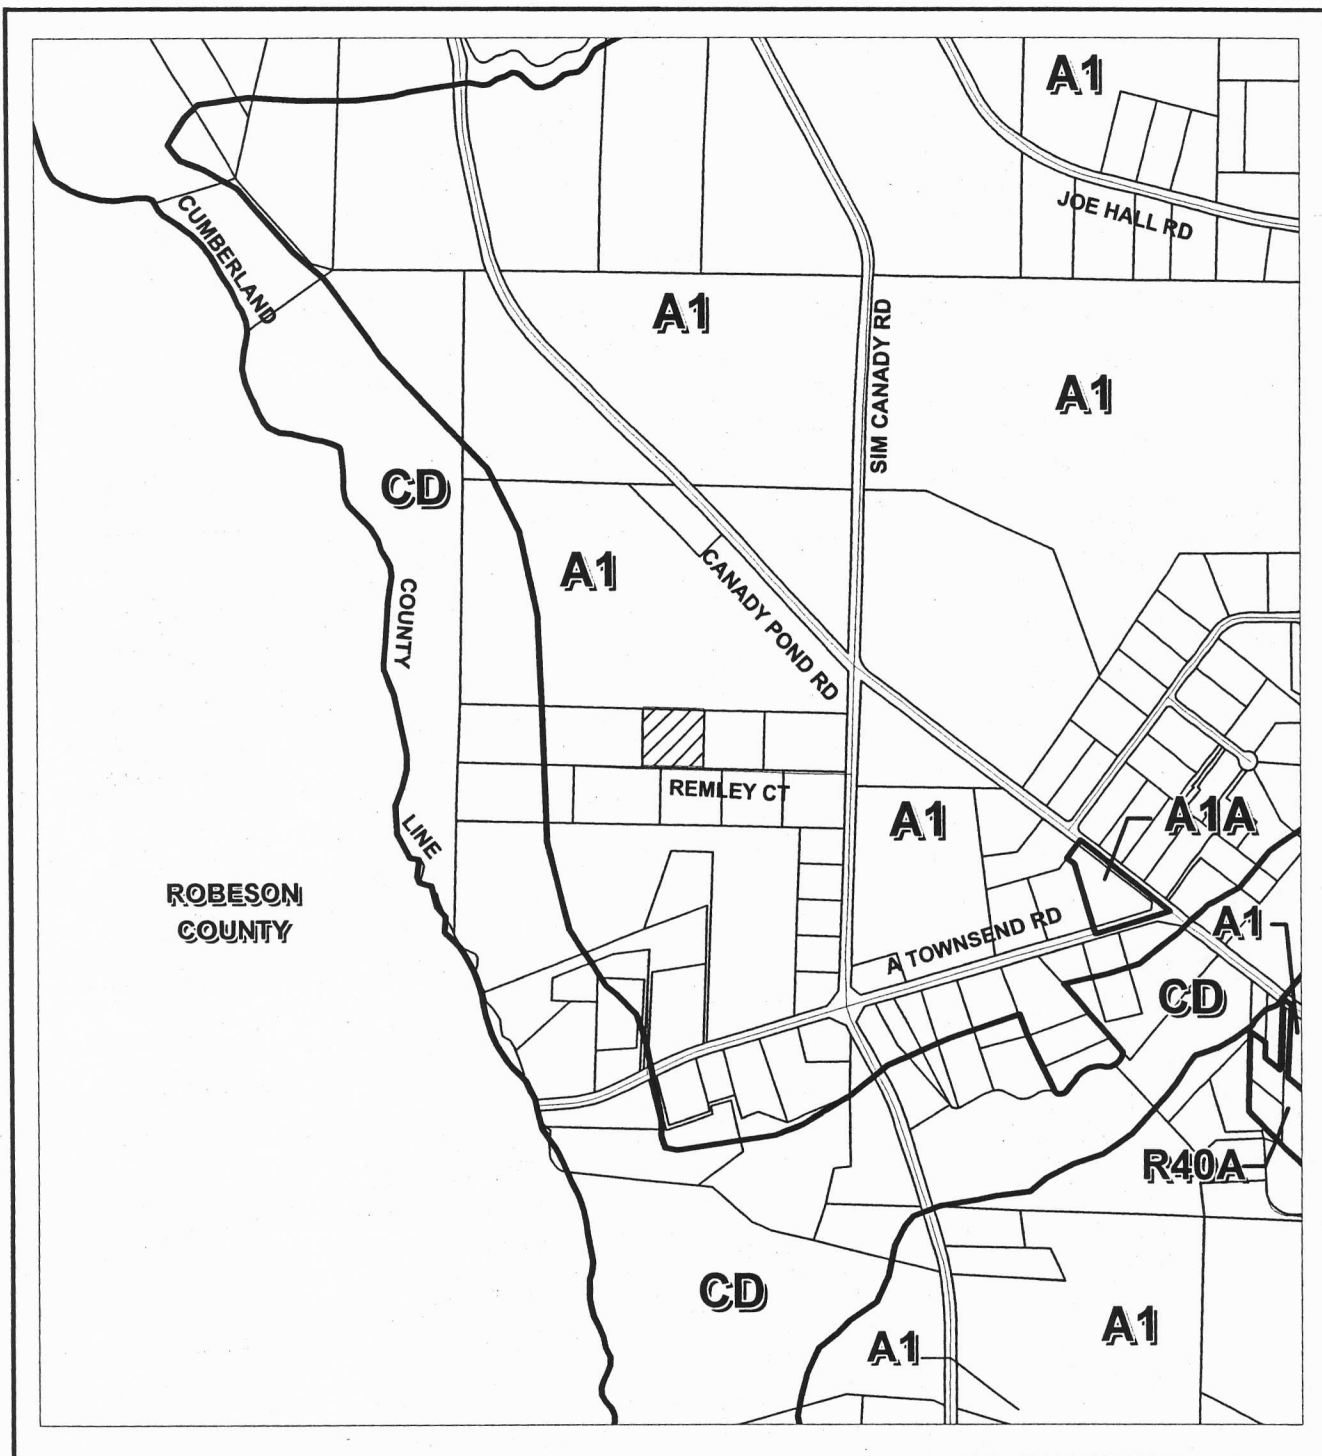 A1
JOE HALL RD
CUMBERLAND
A1
SIM CANADY RD
A1
CD
A1
CANADY POND RD
COUNTY
REMLEY CT
A1
A1A
LINE
ROBESON
COUNTY
A1
A TOWNSEND RD
CD
R40A
CD
A1
A1